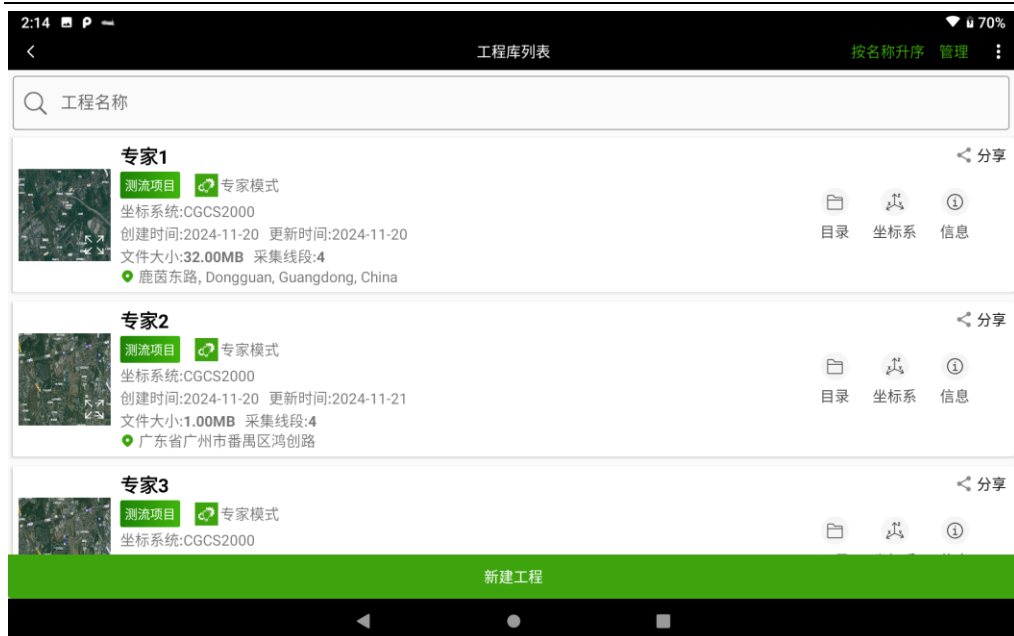 2:14 P 70%
工程库列表 按名称升序 管理
工程名称
专家1 分享
测流项目 专家模式
坐标系统:CGCS2000
创建时间:2024-11-20 更新时间:2024-11-20
文件大小:32.00MB 采集线段:4
鹿茵东路, Dongguan, Guangdong, China
目录 坐标系 信息
专家2 分享
测流项目 专家模式
坐标系统:CGCS2000
创建时间:2024-11-20 更新时间:2024-11-21
文件大小:1.00MB 采集线段:4
广东省广州市番禺区鸿创路
目录 坐标系 信息
专家3 分享
测流项目 专家模式
坐标系统:CGCS2000
新建工程